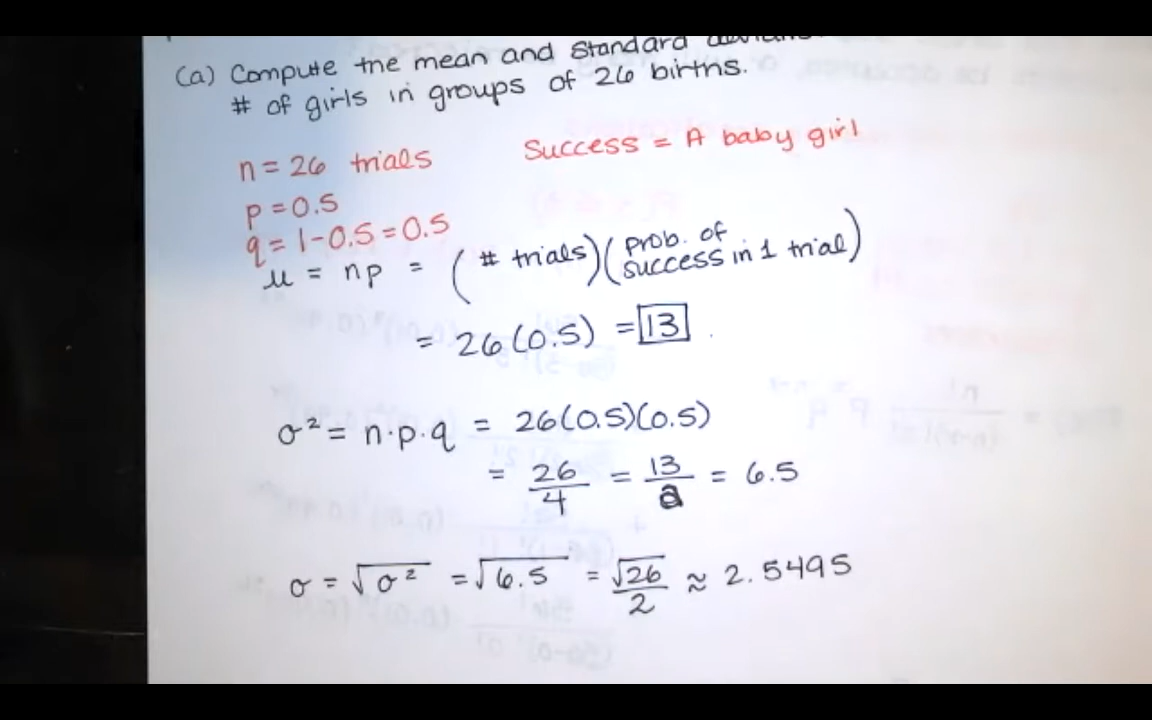 (a) Compute the mean and standard
# of girls in groups of 26 births.
n = 26 trials Success = A baby girl
p = 0.5
q = 1-0.5 = 0.5
μ = np = (# trials)(prob. of success in 1 trial)
= 26(0.5) = 13
σ² = n·p·q = 26(0.5)(0.5)
= 26/4 = 13/2 = 6.5
σ = √σ² = √6.5 = √26/2 ≈ 2.5495